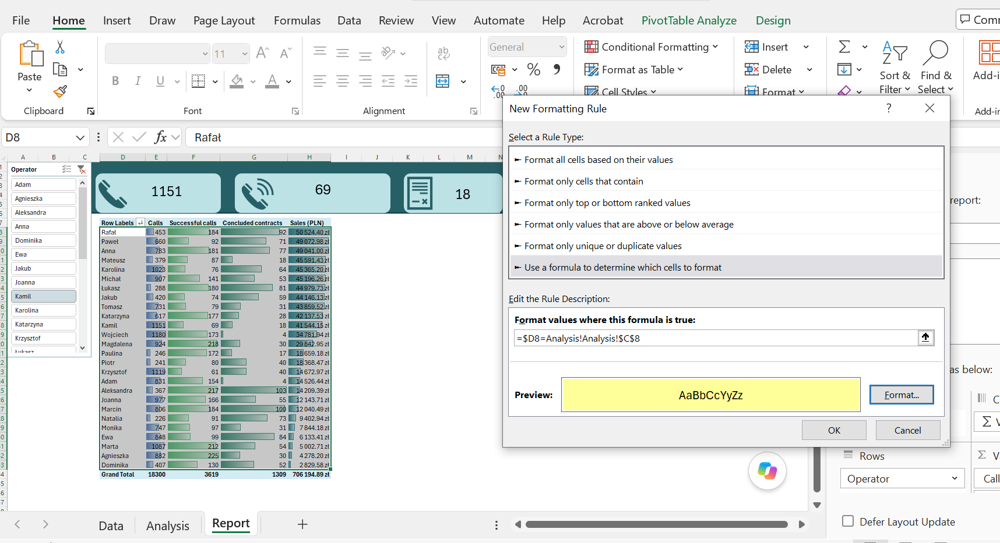 File Home Insert Draw Page Layout Formulas Data Review View Automate Help Acrobat PivotTable Analyze Design
Paste
Clipboard
11
B I U
A
Font
ab
Alignment
General
%
Conditional Formatting
Format as Table
Cell Styles
Insert
Delete
Format
Sort & Filter
Find & Select
D8
fx
Rafał
A B C D E F G H I J K L M N
Operator
Adam
Agnieszka
Aleksandra
Anna
Dominika
Ewa
Jakub
Joanna
Kamil
Karolina
Katarzyna
Krzysztof
Łukasz
1151
69
18
Row Labels Calls Successful calls Concluded contracts Sales (PLN)
Rafał 453 184 92 50 524.40 zł
Paweł 660 92 71 49 072.98 zł
Anna 783 181 77 49 041.00 zł
Mateusz 379 87 18 45 591.43 zł
Karolina 1023 76 64 45 365.20 zł
Michał 907 141 53 45 196.26 zł
Łukasz 288 180 81 44 979.73 zł
Jakub 420 74 59 44 146.13 zł
Tomasz 731 79 31 43 859.52 zł
Katarzyna 617 177 28 42 137.53 zł
Kamil 1151 69 18 41 544.15 zł
Wojciech 1180 173 4 34 781.94 zł
Magdalena 924 218 30 29 842.95 zł
Paulina 246 172 17 18 659.18 zł
Piotr 241 80 40 18 368.47 zł
Krzysztof 1119 61 40 14 672.97 zł
Adam 831 154 4 14 526.44 zł
Aleksandra 367 217 103 14 209.39 zł
Joanna 977 166 55 12 143.71 zł
Marcin 806 184 100 12 040.49 zł
Natalia 226 91 73 9 402.94 zł
Monika 747 97 31 7 844.18 zł
Ewa 848 99 84 6 133.41 zł
Marta 1087 212 54 5 002.71 zł
Agnieszka 882 225 30 4 278.20 zł
Dominika 407 130 52 2 829.58 zł
Grand Total 18300 3619 1309 706 194.89 zł
New Formatting Rule ?
Select a Rule Type:
► Format all cells based on their values
► Format only cells that contain
► Format only top or bottom ranked values
► Format only values that are above or below average
► Format only unique or duplicate values
► Use a formula to determine which cells to format
Edit the Rule Description:
Format values where this formula is true:
=$D8=Analysis!Analysis!$C$8
Preview: AaBbCcYyZz Format...
OK Cancel
report:
as below:
Rows
Operator
Defer Layout Update
Data Analysis Report